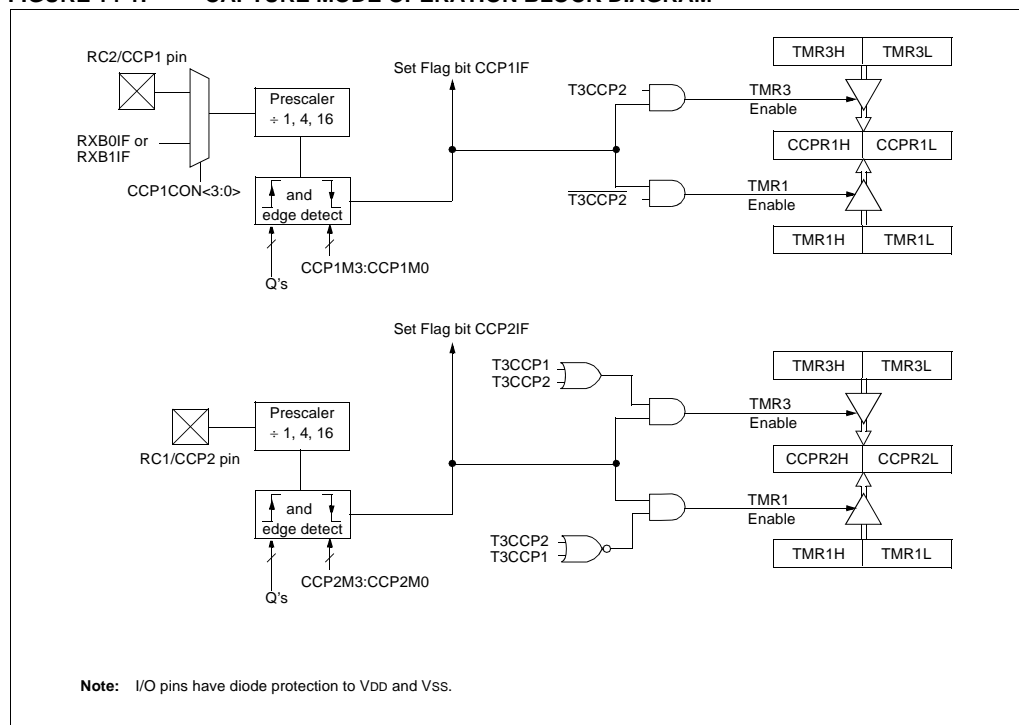 RC2/CCP1 pin
RXB0IF or
RXB1IF
CCP1CON<3:0>
Prescaler
÷ 1, 4, 16
and
edge detect
Q's
CCP1M3:CCP1M0
Set Flag bit CCP1IF
T3CCP2
T3CCP2
TMR3
Enable
TMR1
Enable
TMR3H TMR3L
CCPR1H CCPR1L
TMR1H TMR1L
RC1/CCP2 pin
Prescaler
÷ 1, 4, 16
and
edge detect
Q's
CCP2M3:CCP2M0
Set Flag bit CCP2IF
T3CCP1
T3CCP2
T3CCP2
T3CCP1
TMR3
Enable
TMR1
Enable
TMR3H TMR3L
CCPR2H CCPR2L
TMR1H TMR1L
Note: I/O pins have diode protection to VDD and VSS.